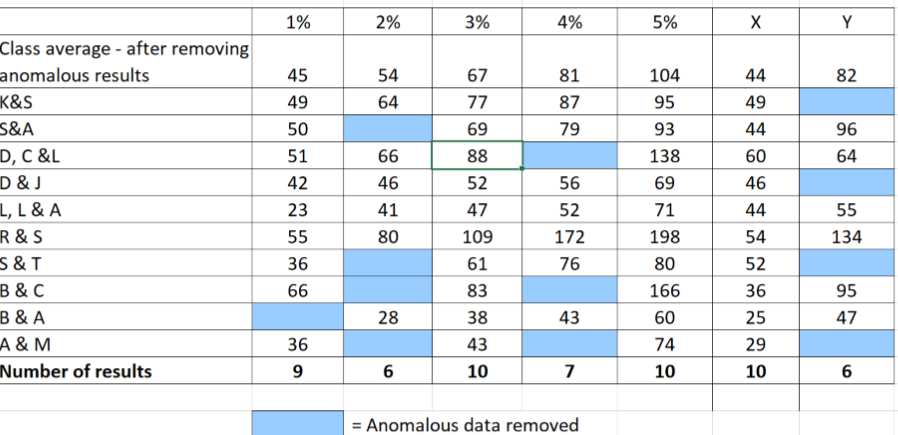 1% 2% 3% 4% 5% X Y
Class average - after removing
anomalous results 45 54 67 81 104 44 82
K&S 49 64 77 87 95 49
S&A 50 69 79 93 44 96
D, C &L 51 66 88 138 60 64
D & J 42 46 52 56 69 46
L, L & A 23 41 47 52 71 44 55
R & S 55 80 109 172 198 54 134
S & T 36 61 76 80 52
B & C 66 83 166 36 95
B & A 28 38 43 60 25 47
A & M 36 43 74 29
Number of results 9 6 10 7 10 10 6
= Anomalous data removed